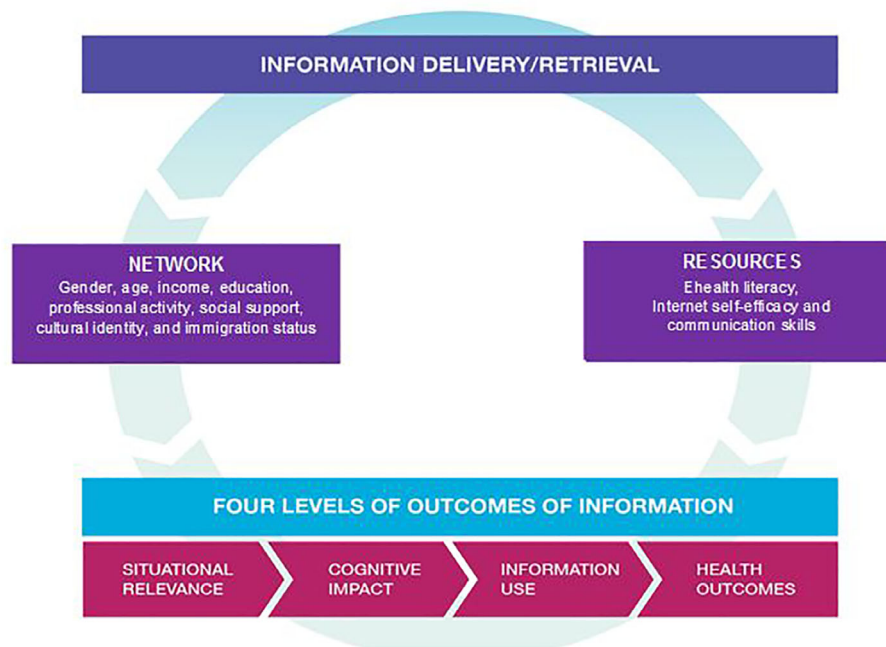 INFORMATION DELIVERY/RETRIEVAL
NETWORK
Gender, age, income, education,
professional activity, social support,
cultural identity, and immigration status
RESOURCES
Ehealth literacy,
Internet self-efficacy and
communication skills
FOUR LEVELS OF OUTCOMES OF INFORMATION
SITUATIONAL
RELEVANCE
COGNITIVE
IMPACT
INFORMATION
USE
HEALTH
OUTCOMES